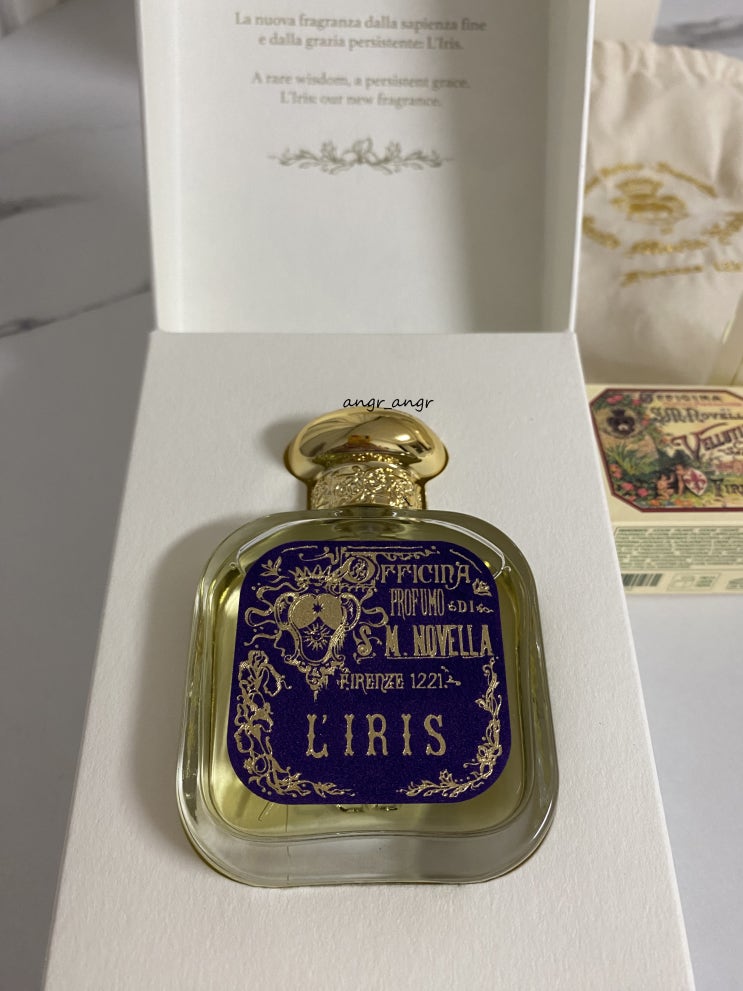 La nuova fragranza dalla sapienza fine
e dalla grazia persistente: L'Iris.
A rare wisdom, a persistent grace.
L'Iris: our new fragrance.
angr_angr
OFFICINA
PROFUMO DI
S. M. NOVELLA
FIRENZE 1221.
L'IRIS
OFFICINA